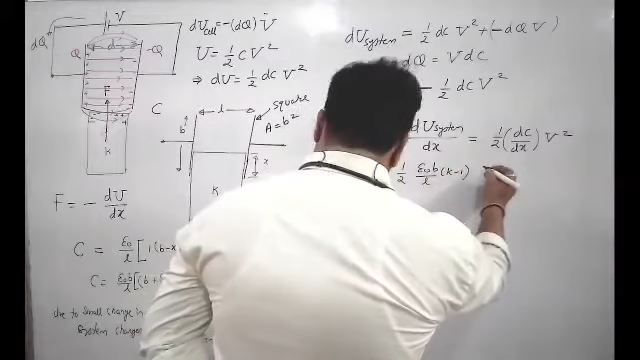 V
dQ
Q
d
-Q
F
K
F = - dU/dx
dU_cell = -(dQ) V
U = 1/2 C V²
⇒ dU = 1/2 dC V²
C
l
square
A = b²
b
x
K
C = ε₀/l [ 1(b-x
C = ε₀b/l [(b +
due to small change in
system changes
dU_system = 1/2 dC V² + (-dQ V)
dQ = V dC
- 1/2 dC V²
dU_system/dx = 1/2 (dC/dx) V²
1/2 ε₀b/l (K-1)